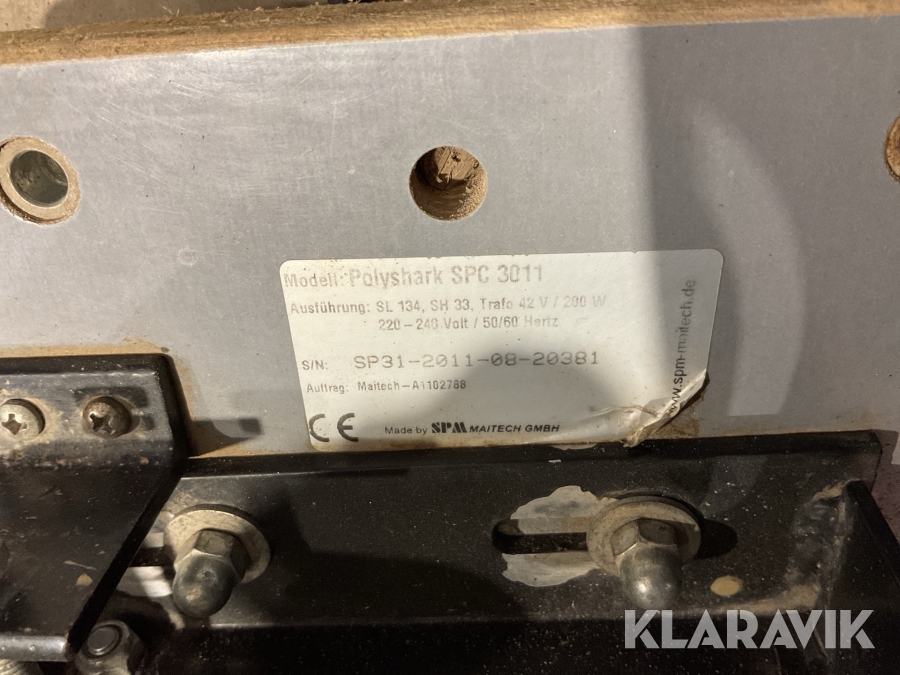 Modell: Polyshark SPC 3011
Ausführung: SL 134, SH 33, Trafo 42 V / 200 W
220-240 Volt / 50/60 Hertz
S/N: SP31-2011-08-20381
Auftrag: Maitech-A1102788
CE Made by SPM MAITECH GMBH
www.spm-maitech.de
KLARAVIK